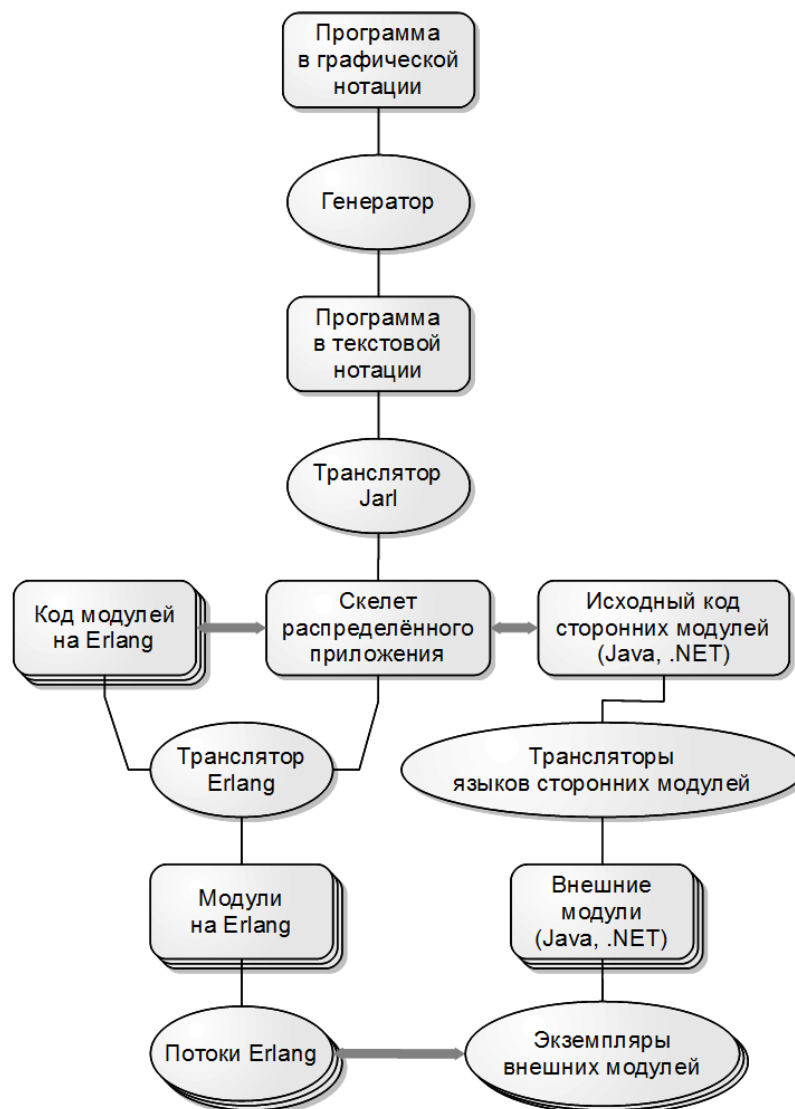 Программа
в графической
нотации
Генератор
Программа
в текстовой
нотации
Транслятор
Jarl
Код модулей
на Erlang
Скелет
распределённого
приложения
Исходный код
сторонних модулей
(Java, .NET)
Транслятор
Erlang
Трансляторы
языков сторонних модулей
Модули
на Erlang
Внешние
модули
(Java, .NET)
Потоки Erlang
Экземпляры
внешних модулей